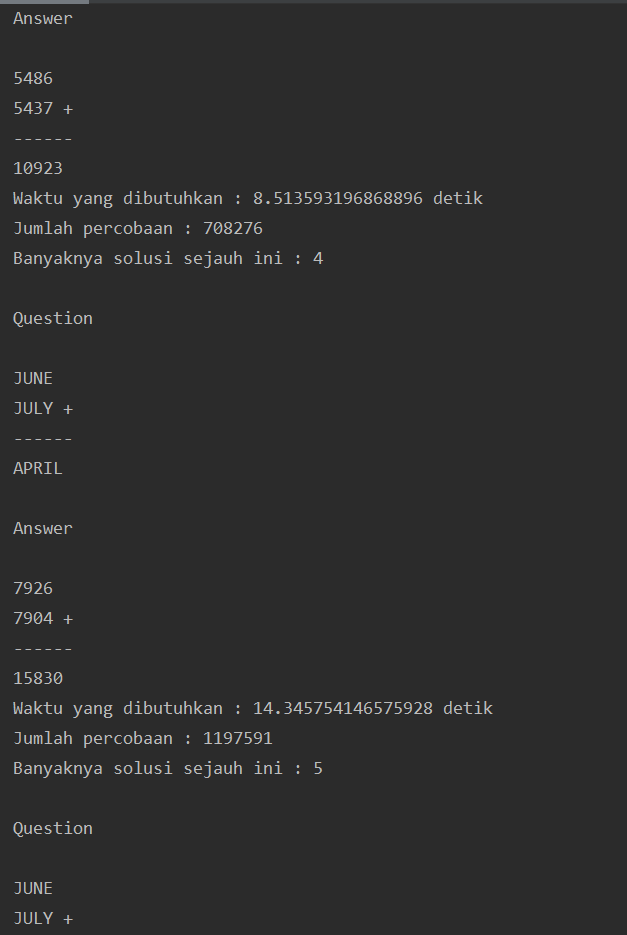 Answer
5486
5437 +
------
10923
Waktu yang dibutuhkan : 8.513593196868896 detik
Jumlah percobaan : 708276
Banyaknya solusi sejauh ini : 4
Question
JUNE
JULY +
------
APRIL
Answer
7926
7904 +
------
15830
Waktu yang dibutuhkan : 14.345754146575928 detik
Jumlah percobaan : 1197591
Banyaknya solusi sejauh ini : 5
Question
JUNE
JULY +